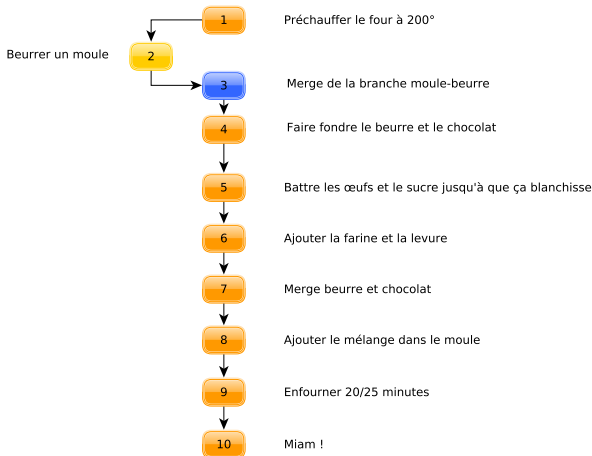 1 Préchauffer le four à 200°
Beurrer un moule 2
3 Merge de la branche moule-beurre
4 Faire fondre le beurre et le chocolat
5 Battre les œufs et le sucre jusqu'à que ça blanchisse
6 Ajouter la farine et la levure
7 Merge beurre et chocolat
8 Ajouter le mélange dans le moule
9 Enfourner 20/25 minutes
10 Miam !